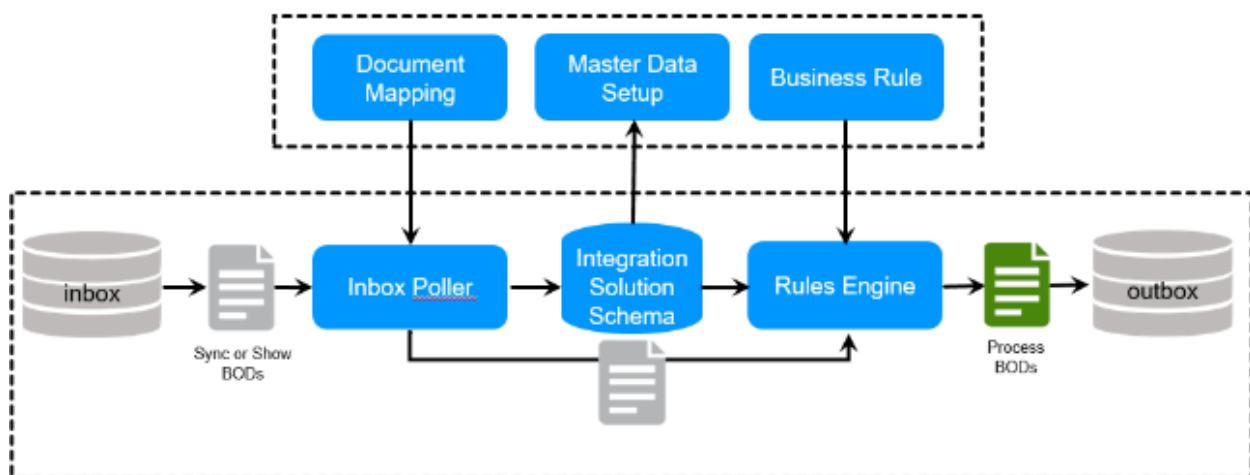 Document
Mapping
Master Data
Setup
Business Rule
inbox
Sync or Show
BODs
Inbox Poller
Integration
Solution
Schema
Rules Engine
Process
BODs
outbox